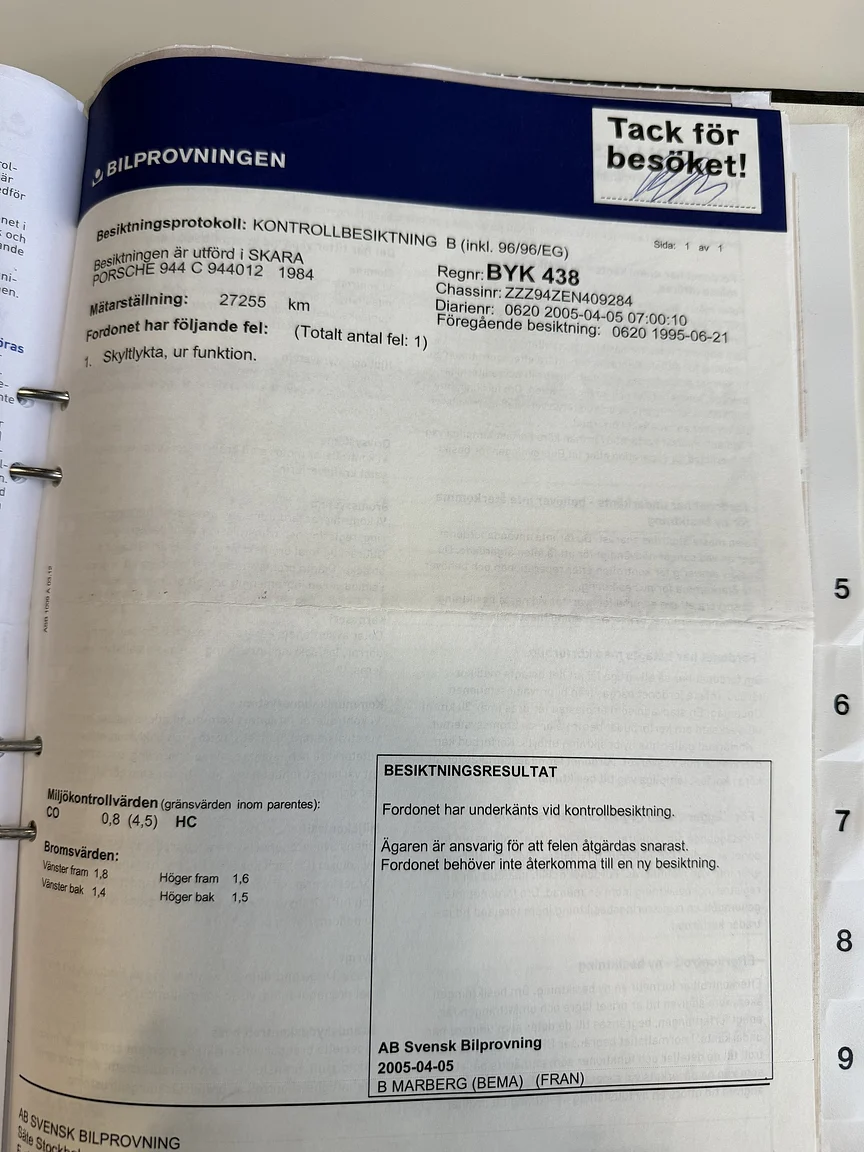 BILPROVNINGEN
Tack för
besöket!
Besiktningsprotokoll: KONTROLLBESIKTNING B (inkl. 96/96/EG)
Sida: 1 av 1
Besiktningen är utförd i SKARA
PORSCHE 944 C 944012 1984
Regnr: BYK 438
Chassinr: ZZZ94ZEN409284
Mätarställning: 27255 km
Diarienr: 0620 2005-04-05 07:00:10
Föregående besiktning: 0620 1995-06-21
Fordonet har följande fel: (Totalt antal fel: 1)
1. Skyltlykta, ur funktion.
Miljökontrollvärden (gränsvärden inom parentes):
CO 0,8 (4,5) HC
Bromsvärden:
Vänster fram 1,8 Höger fram 1,6
Vänster bak 1,4 Höger bak 1,5
BESIKTNINGSRESULTAT
Fordonet har underkänts vid kontrollbesiktning.
Ägaren är ansvarig för att felen åtgärdas snarast.
Fordonet behöver inte återkomma till en ny besiktning.
AB Svensk Bilprovning
2005-04-05
B MARBERG (BEMA) (FRAN)
AB SVENSK BILPROVNING
Säte
5
6
7
8
9